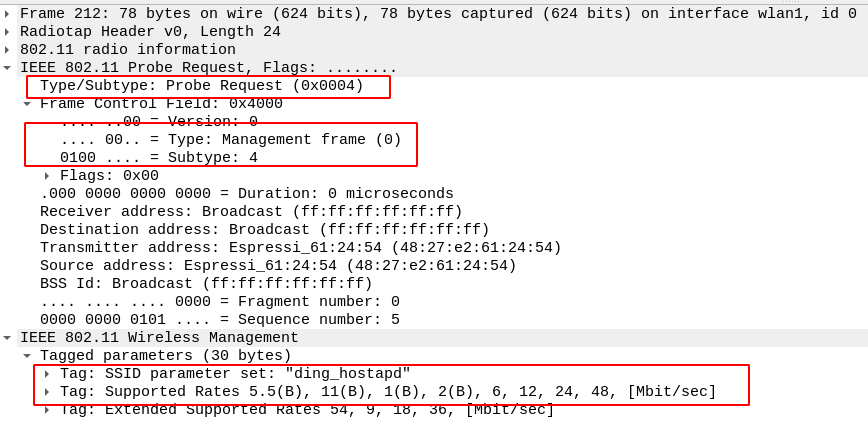 Frame 212: 78 bytes on wire (624 bits), 78 bytes captured (624 bits) on interface wlan1, id 0
Radiotap Header v0, Length 24
802.11 radio information
IEEE 802.11 Probe Request, Flags: ........
Type/Subtype: Probe Request (0x0004)
Frame Control Field: 0x4000
.... ..00 = Version: 0
.... 00.. = Type: Management frame (0)
0100 .... = Subtype: 4
Flags: 0x00
.000 0000 0000 0000 = Duration: 0 microseconds
Receiver address: Broadcast (ff:ff:ff:ff:ff:ff)
Destination address: Broadcast (ff:ff:ff:ff:ff:ff)
Transmitter address: Espressi_61:24:54 (48:27:e2:61:24:54)
Source address: Espressi_61:24:54 (48:27:e2:61:24:54)
BSS Id: Broadcast (ff:ff:ff:ff:ff:ff)
.... .... .... 0000 = Fragment number: 0
0000 0000 0101 .... = Sequence number: 5
IEEE 802.11 Wireless Management
Tagged parameters (30 bytes)
Tag: SSID parameter set: "ding_hostapd"
Tag: Supported Rates 5.5(B), 11(B), 1(B), 2(B), 6, 12, 24, 48, [Mbit/sec]
Tag: Extended Supported Rates 54, 9, 18, 36, [Mbit/sec]